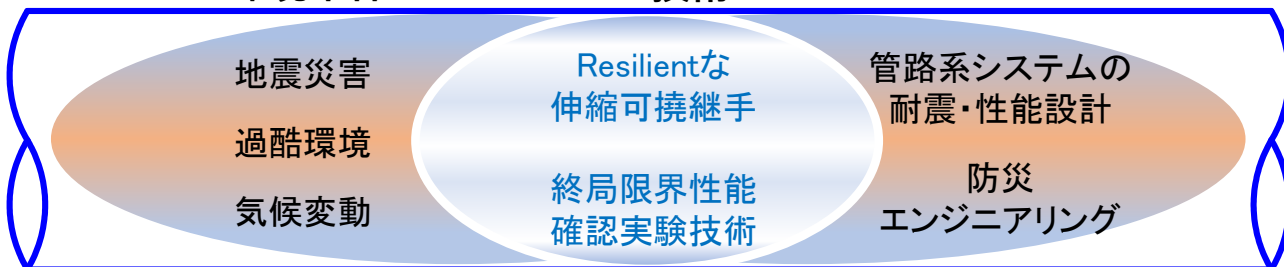 地震災害
過酷環境
気候変動
Resilientな
伸縮可撓継手
終局限界性能
確認実験技術
管路系システムの
耐震・性能設計
防災
エンジニアリング